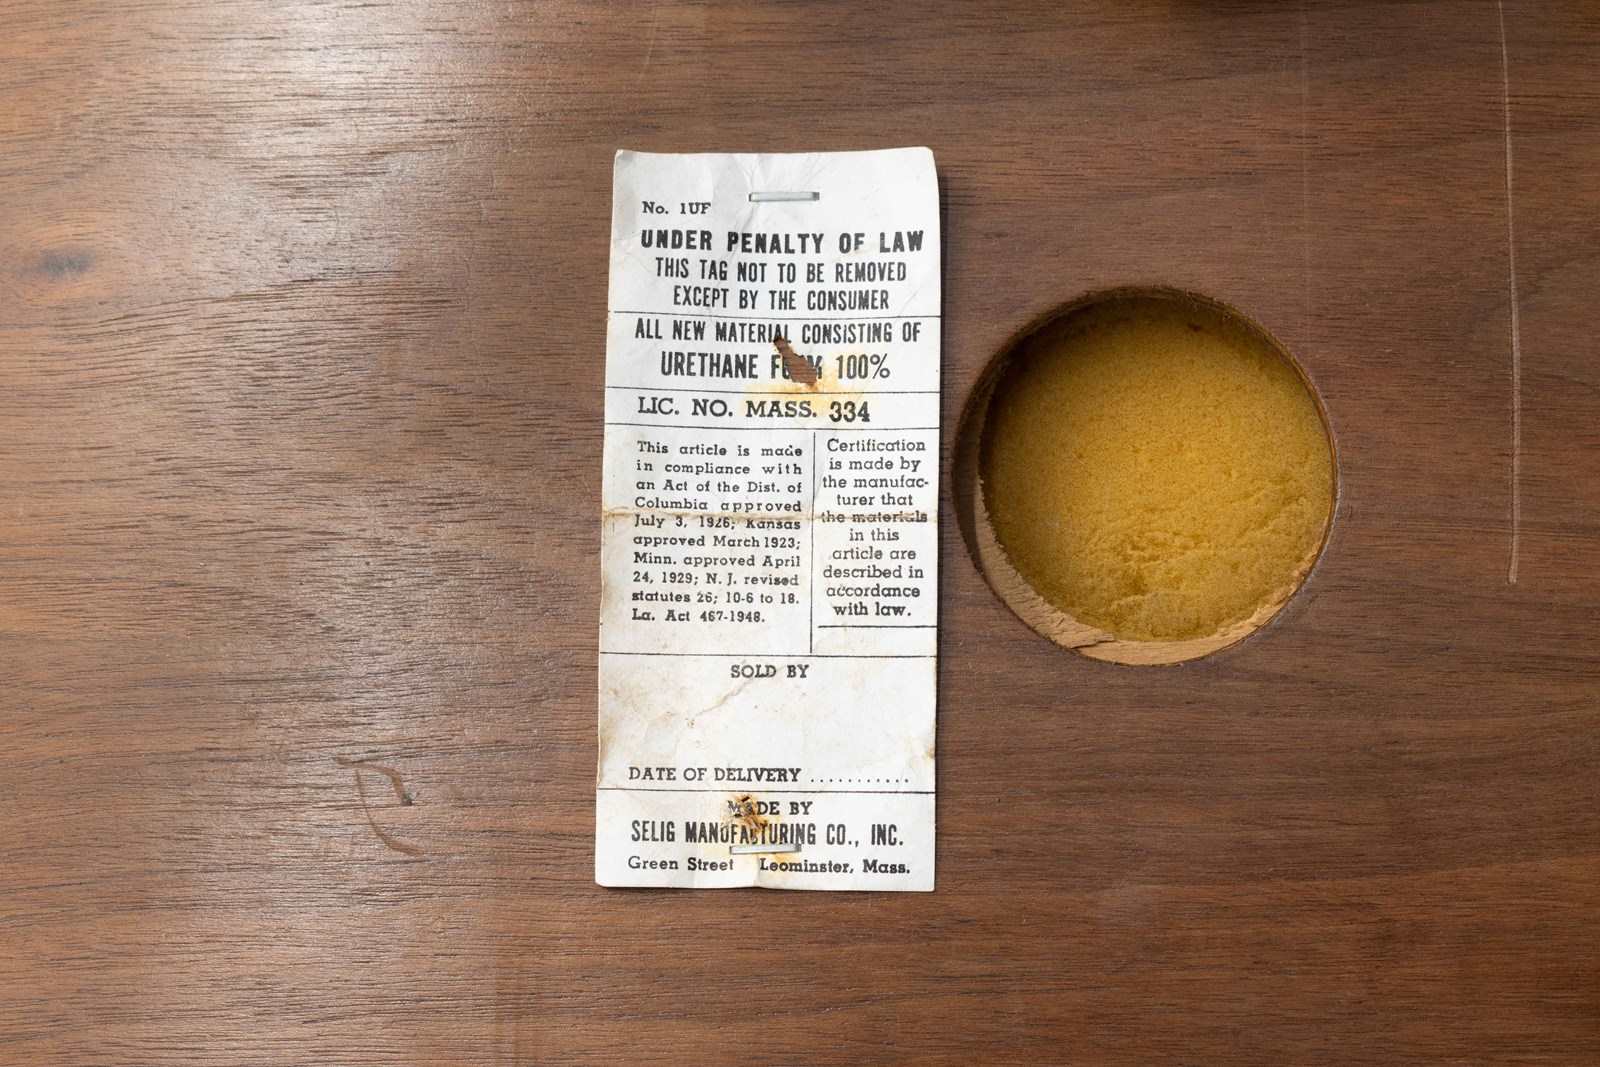 No. 1UF
UNDER PENALTY OF LAW
THIS TAG NOT TO BE REMOVED
EXCEPT BY THE CONSUMER
ALL NEW MATERIAL CONSISTING OF
URETHANE 100%
LIC. NO. MASS. 334
This article is made
in compliance with
an Act of the Dist. of
Columbia approved
July 3, 1926; Kansas
approved March 1923;
Minn. approved April
24, 1929; N. J. revised
statutes 26; 10-6 to 18.
La. Act 467-1948.
Certification
is made by
the manufac-
turer that
the materials
in this
article are
described in
accordance
with law.
SOLD BY
DATE OF DELIVERY ...........
MADE BY
SELIG MANUFACTURING CO., INC.
Green Street Leominster, Mass.